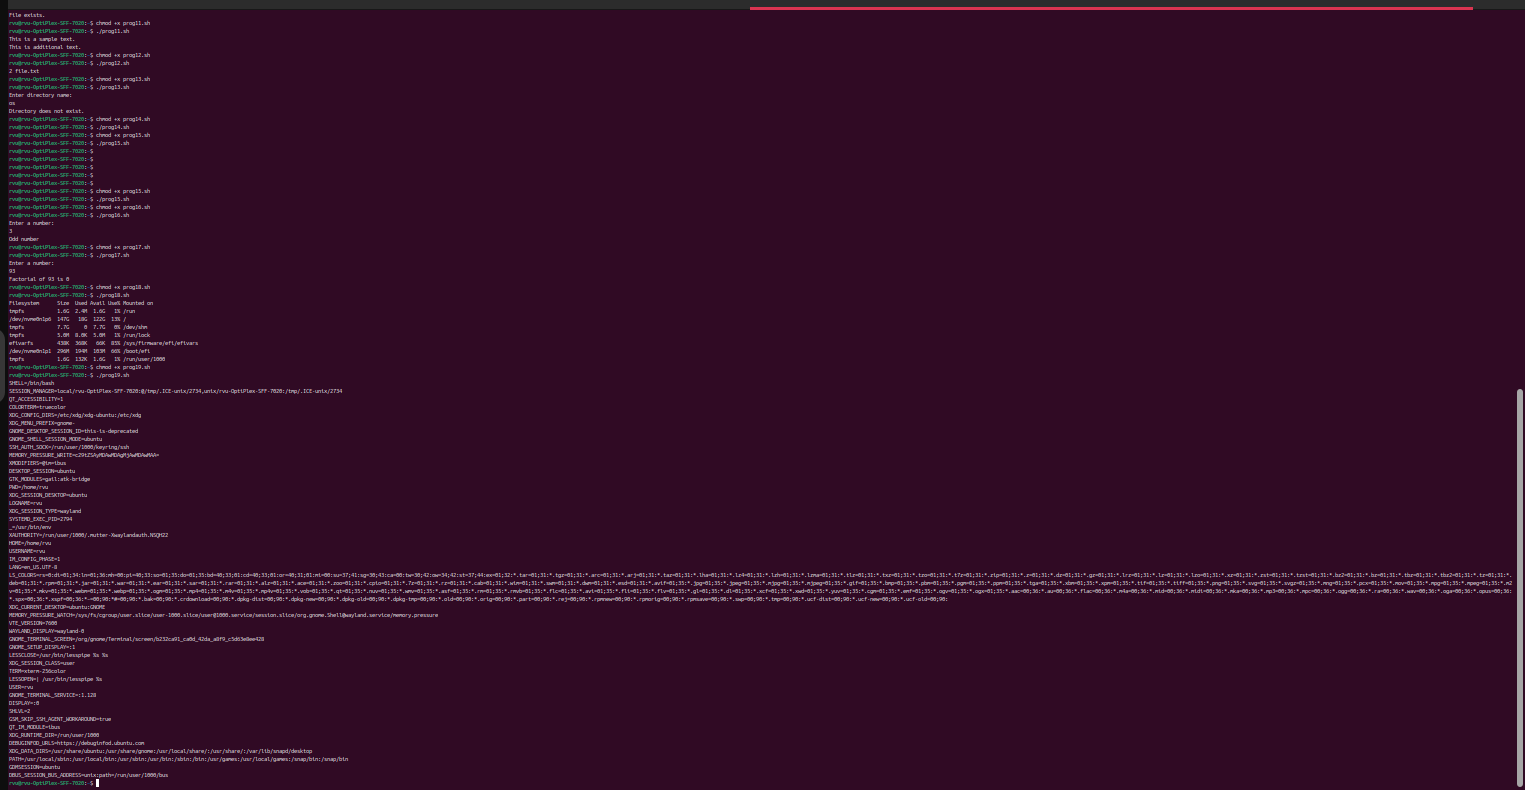 File exists.
rvu@rvu-OptiPlex-SFF-7020:~$ chmod +x prog11.sh
rvu@rvu-OptiPlex-SFF-7020:~$ ./prog11.sh
This is a sample text.
This is additional text.
rvu@rvu-OptiPlex-SFF-7020:~$ chmod +x prog12.sh
rvu@rvu-OptiPlex-SFF-7020:~$ ./prog12.sh
2 file.txt
rvu@rvu-OptiPlex-SFF-7020:~$ chmod +x prog13.sh
rvu@rvu-OptiPlex-SFF-7020:~$ ./prog13.sh
Enter directory name:
os
Directory does not exist.
rvu@rvu-OptiPlex-SFF-7020:~$ chmod +x prog14.sh
rvu@rvu-OptiPlex-SFF-7020:~$ ./prog14.sh
rvu@rvu-OptiPlex-SFF-7020:~$ chmod +x prog15.sh
rvu@rvu-OptiPlex-SFF-7020:~$ ./prog15.sh
rvu@rvu-OptiPlex-SFF-7020:~$
rvu@rvu-OptiPlex-SFF-7020:~$
rvu@rvu-OptiPlex-SFF-7020:~$
rvu@rvu-OptiPlex-SFF-7020:~$
rvu@rvu-OptiPlex-SFF-7020:~$
rvu@rvu-OptiPlex-SFF-7020:~$ chmod +x prog15.sh
rvu@rvu-OptiPlex-SFF-7020:~$ ./prog15.sh
rvu@rvu-OptiPlex-SFF-7020:~$ chmod +x prog16.sh
rvu@rvu-OptiPlex-SFF-7020:~$ ./prog16.sh
Enter a number:
3
Odd number
rvu@rvu-OptiPlex-SFF-7020:~$ chmod +x prog17.sh
rvu@rvu-OptiPlex-SFF-7020:~$ ./prog17.sh
Enter a number:
93
Factorial of 93 is 0
rvu@rvu-OptiPlex-SFF-7020:~$ chmod +x prog18.sh
rvu@rvu-OptiPlex-SFF-7020:~$ ./prog18.sh
Filesystem      Size  Used Avail Use% Mounted on
tmpfs           1.6G  2.4M  1.6G   1% /run
/dev/nvme0n1p6  147G   18G  122G  13% /
tmpfs           7.7G     0  7.7G   0% /dev/shm
tmpfs           5.0M  8.0K  5.0M   1% /run/lock
efivarfs        438K  368K   66K  85% /sys/firmware/efi/efivars
/dev/nvme0n1p1  296M  194M  103M  66% /boot/efi
tmpfs           1.6G  132K  1.6G   1% /run/user/1000
rvu@rvu-OptiPlex-SFF-7020:~$ chmod +x prog19.sh
rvu@rvu-OptiPlex-SFF-7020:~$ ./prog19.sh
SHELL=/bin/bash
SESSION_MANAGER=local/rvu-OptiPlex-SFF-7020:@/tmp/.ICE-unix/2734,unix/rvu-OptiPlex-SFF-7020:/tmp/.ICE-unix/2734
QT_ACCESSIBILITY=1
COLORTERM=truecolor
XDG_CONFIG_DIRS=/etc/xdg/xdg-ubuntu:/etc/xdg
XDG_MENU_PREFIX=gnome-
GNOME_DESKTOP_SESSION_ID=this-is-deprecated
GNOME_SHELL_SESSION_MODE=ubuntu
SSH_AUTH_SOCK=/run/user/1000/keyring/ssh
MEMORY_PRESSURE_WRITE=c29tZSAyMDAwMDAgMjAwMDAwMAA=
XMODIFIERS=@im=ibus
DESKTOP_SESSION=ubuntu
GTK_MODULES=gail:atk-bridge
PWD=/home/rvu
XDG_SESSION_DESKTOP=ubuntu
LOGNAME=rvu
XDG_SESSION_TYPE=wayland
SYSTEMD_EXEC_PID=2794
_=/usr/bin/env
XAUTHORITY=/run/user/1000/.mutter-Xwaylandauth.NSQH22
HOME=/home/rvu
USERNAME=rvu
IM_CONFIG_PHASE=1
LANG=en_US.UTF-8
XDG_CURRENT_DESKTOP=ubuntu:GNOME
MEMORY_PRESSURE_WATCH=/sys/fs/cgroup/user.slice/user-1000.slice/user@1000.service/session.slice/org.gnome.Shell@wayland.service/memory.pressure
VTE_VERSION=7600
WAYLAND_DISPLAY=wayland-0
GNOME_TERMINAL_SCREEN=/org/gnome/Terminal/screen/b232ca91_ca0d_42da_a0f9_c5d63e8ee428
GNOME_SETUP_DISPLAY=:1
LESSCLOSE=/usr/bin/lesspipe %s %s
XDG_SESSION_CLASS=user
TERM=xterm-256color
LESSOPEN=| /usr/bin/lesspipe %s
USER=rvu
GNOME_TERMINAL_SERVICE=:1.128
DISPLAY=:0
SHLVL=2
GSM_SKIP_SSH_AGENT_WORKAROUND=true
QT_IM_MODULE=ibus
XDG_RUNTIME_DIR=/run/user/1000
DEBUGINFOD_URLS=https://debuginfod.ubuntu.com
XDG_DATA_DIRS=/usr/share/ubuntu:/usr/share/gnome:/usr/local/share/:/usr/share/:/var/lib/snapd/desktop
PATH=/usr/local/sbin:/usr/local/bin:/usr/sbin:/usr/bin:/sbin:/bin:/usr/games:/usr/local/games:/snap/bin:/snap/bin
GDMSESSION=ubuntu
DBUS_SESSION_BUS_ADDRESS=unix:path=/run/user/1000/bus
rvu@rvu-OptiPlex-SFF-7020:~$